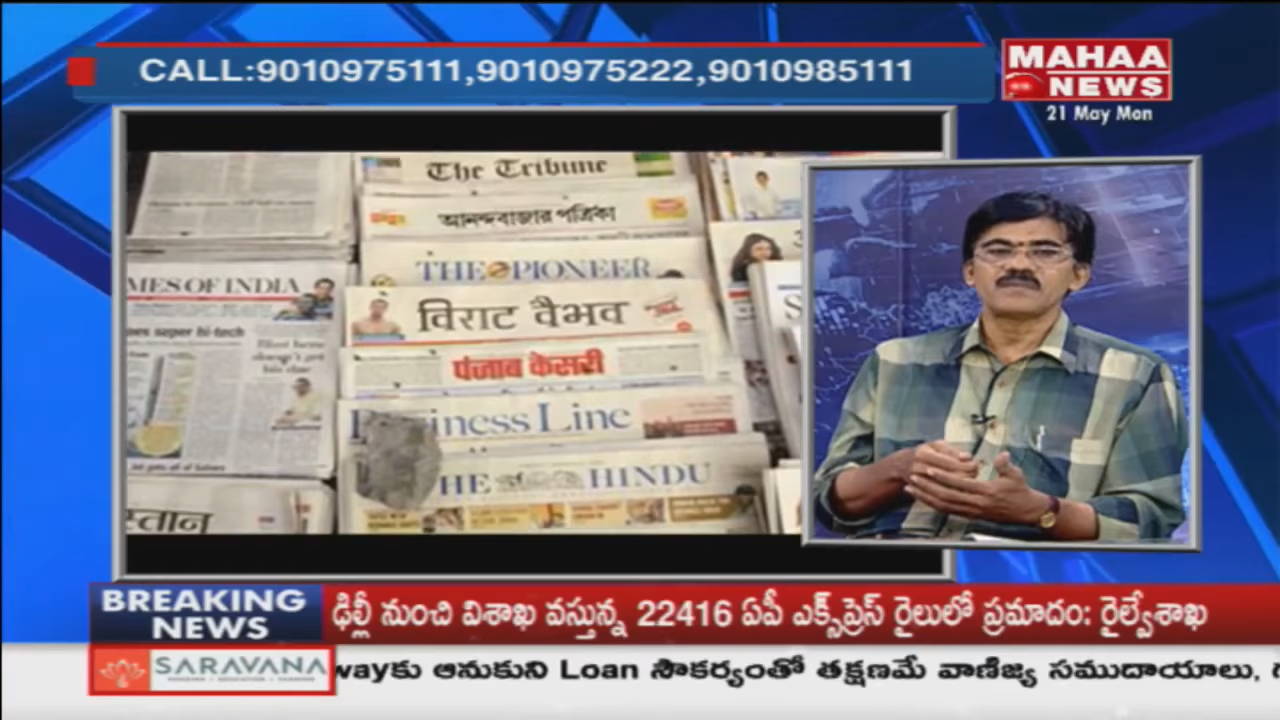 CALL:9010975111,9010975222,9010985111
MAHAA
NEWS
21 May Mon
The Tribune
আনন্দবাজার পত্রিকা
THE PIONEER
MES OF INDIA
विराट वैभव
पंजाब केसरी
iness Line
HE HINDU
स्तान
BREAKING
NEWS
ఢిల్లీ నుంచి విశాఖ వస్తున్న 22416 ఏపీ ఎక్స్‌ప్రెస్ రైలులో ప్రమాదం: రైల్వేశాఖ
SARAVANA
wayకు ఆనుకుని Loan సౌకర్యంతో తక్షణమే వాణిజ్య సముదాయాలు,